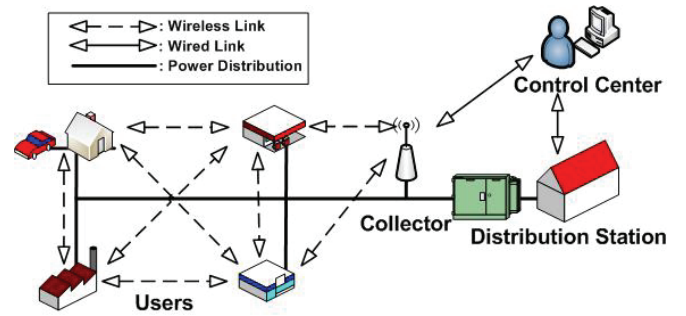 : Wireless Link
: Wired Link
: Power Distribution
Control Center
Collector
Distribution Station
Users